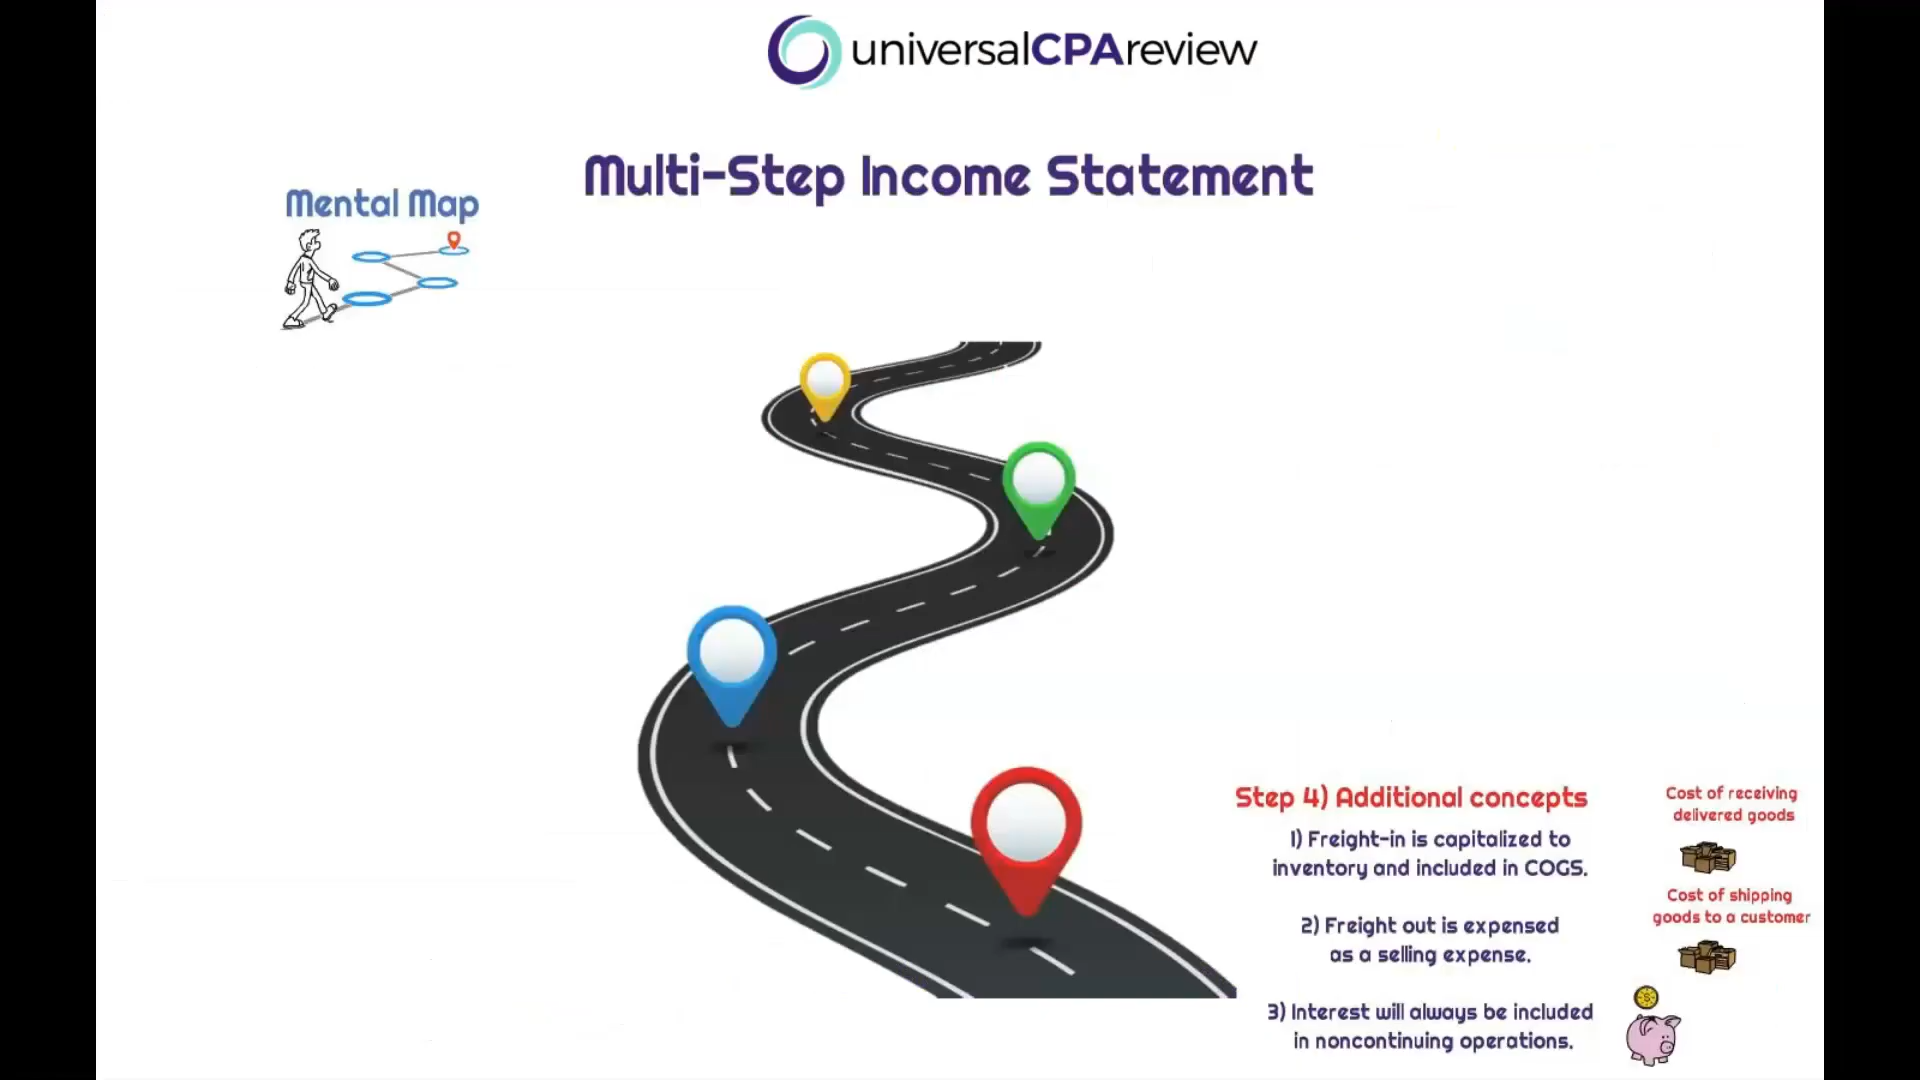 universalCPAreview
Multi-Step Income Statement
Mental Map
Step 4) Additional concepts
1) Freight-in is capitalized to
inventory and included in COGS.
2) Freight out is expensed
as a selling expense.
3) Interest will always be included
in noncontinuing operations.
Cost of receiving
delivered goods
Cost of shipping
goods to a customer